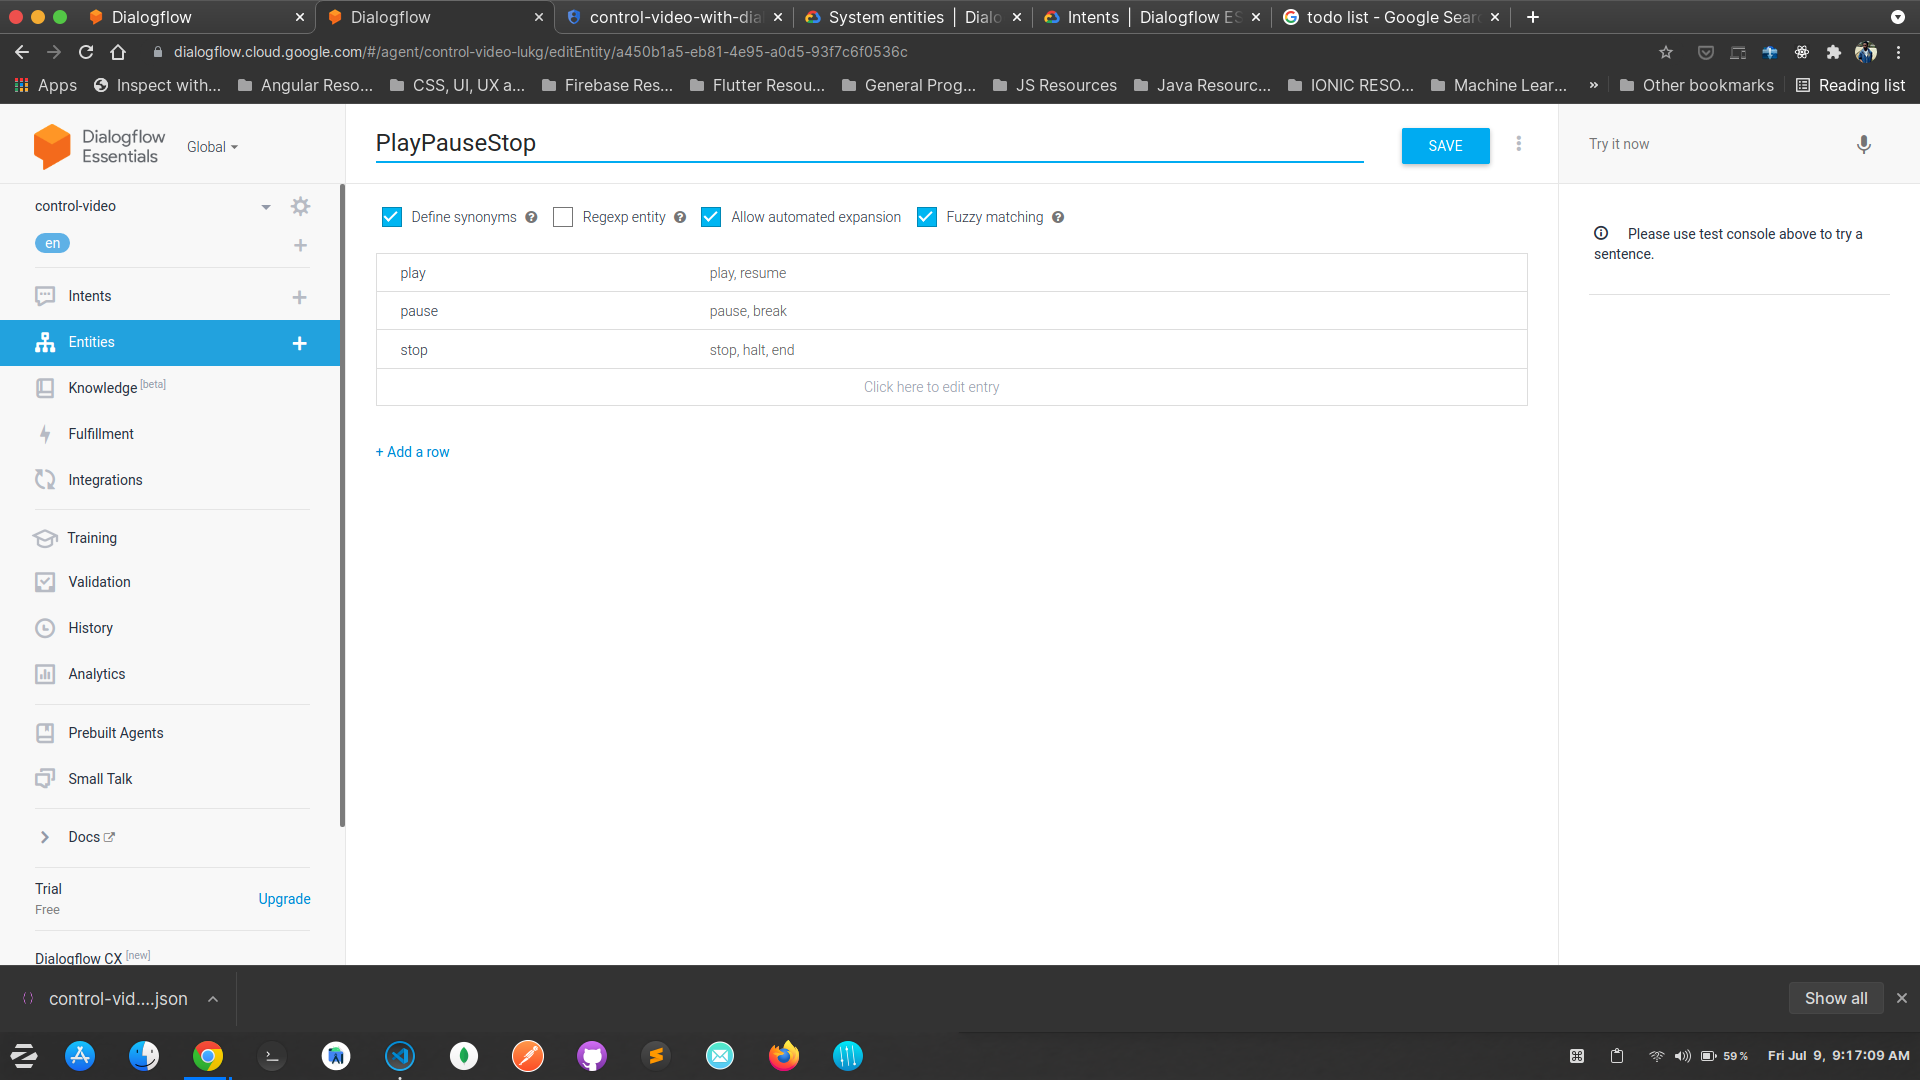 Dialogflow
Dialogflow
control-video-with-dia
System entities | Dialo
Intents | Dialogflow ES
todo list - Google Sear
dialogflow.cloud.google.com/#/agent/control-video-lukg/editEntity/a450b1a5-eb81-4e95-a0d5-93f7c6f0536c
Apps
Inspect with...
Angular Reso...
CSS, UI, UX a...
Firebase Res...
Flutter Resou...
General Prog...
JS Resources
Java Resourc...
IONIC RESO...
Machine Lear...
»
Other bookmarks
Reading list
Dialogflow
Essentials
Global
control-video
en
Intents
Entities
Knowledge [beta]
Fulfillment
Integrations
Training
Validation
History
Analytics
Prebuilt Agents
Small Talk
Docs
Trial
Free
Upgrade
Dialogflow CX [new]
PlayPauseStop
SAVE
Define synonyms
Regexp entity
Allow automated expansion
Fuzzy matching
play play, resume
pause pause, break
stop stop, halt, end
Click here to edit entry
+ Add a row
Try it now
Please use test console above to try a
sentence.
control-vid....json
Show all
59 %
Fri Jul 9, 9:17:09 AM